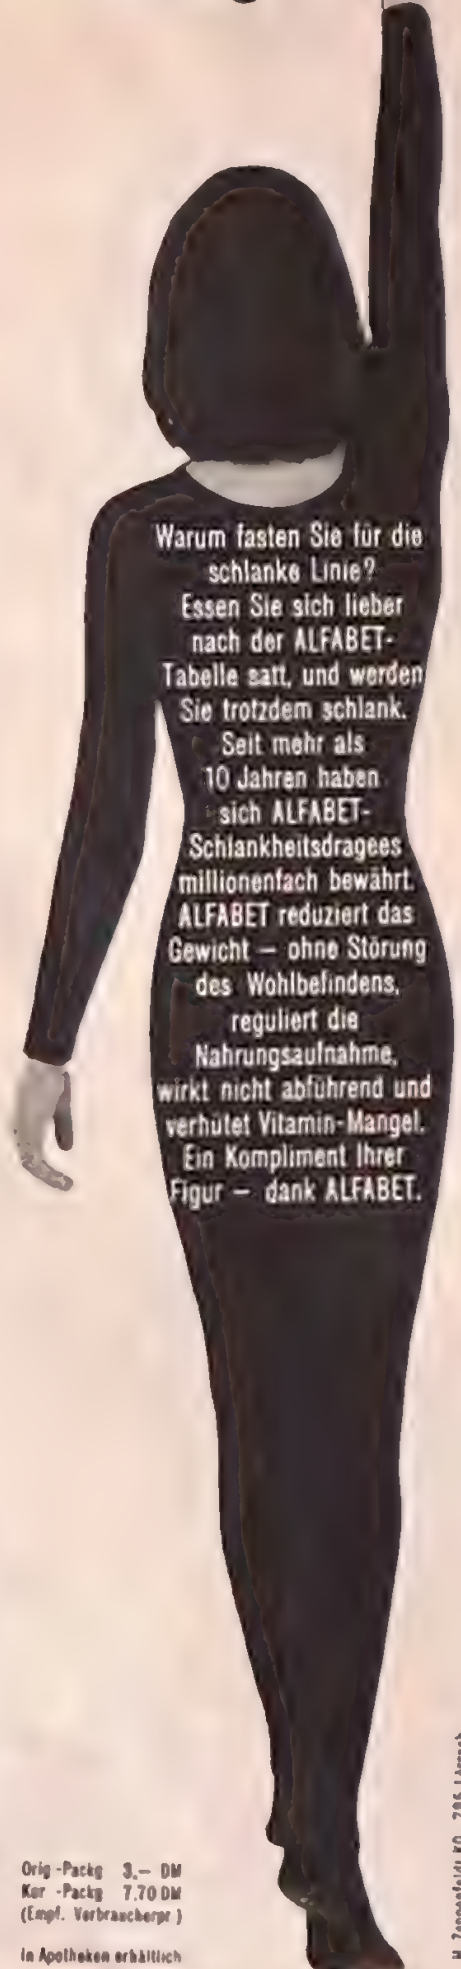 Warum fasten Sie für die
schlanke Linie?
Essen Sie sich lieber
nach der ALFABET-
Tabelle satt, und werden
Sie trotzdem schlank.
Seit mehr als
10 Jahren haben
sich ALFABET-
Schlankheitsdragees
millionenfach bewährt.
ALFABET reduziert das
Gewicht – ohne Störung
des Wohlbefindens,
reguliert die
Nahrungsaufnahme,
wirkt nicht abführend und
verhütet Vitamin-Mangel.
Ein Kompliment Ihrer
Figur – dank ALFABET.
Orig.-Packg 3,– DM
Kur-Packg 7.70 DM
(Empf. Verbraucherpr.)
in Apotheken erhältlich
KG, 785 Lörrach